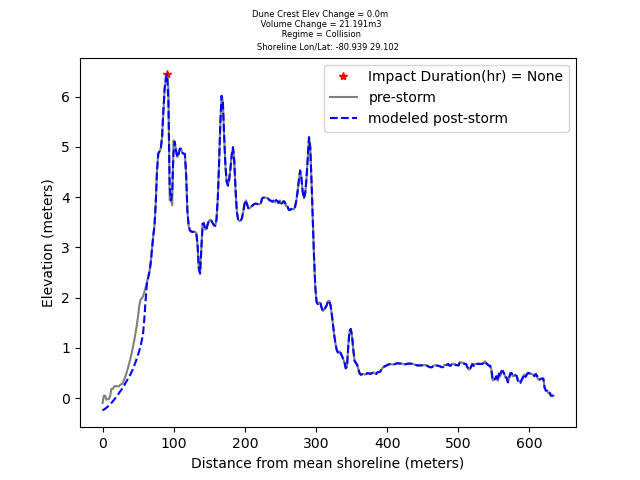 Dune Crest Elev Change = 0.0m
Volume Change = 21.191m3
Regime = Collision
Shoreline Lon/Lat: -80.939 29.102
Impact Duration(hr) = None
pre-storm
modeled post-storm
Elevation (meters)
6
5
4
3
2
1
0
0 100 200 300 400 500 600
Distance from mean shoreline (meters)